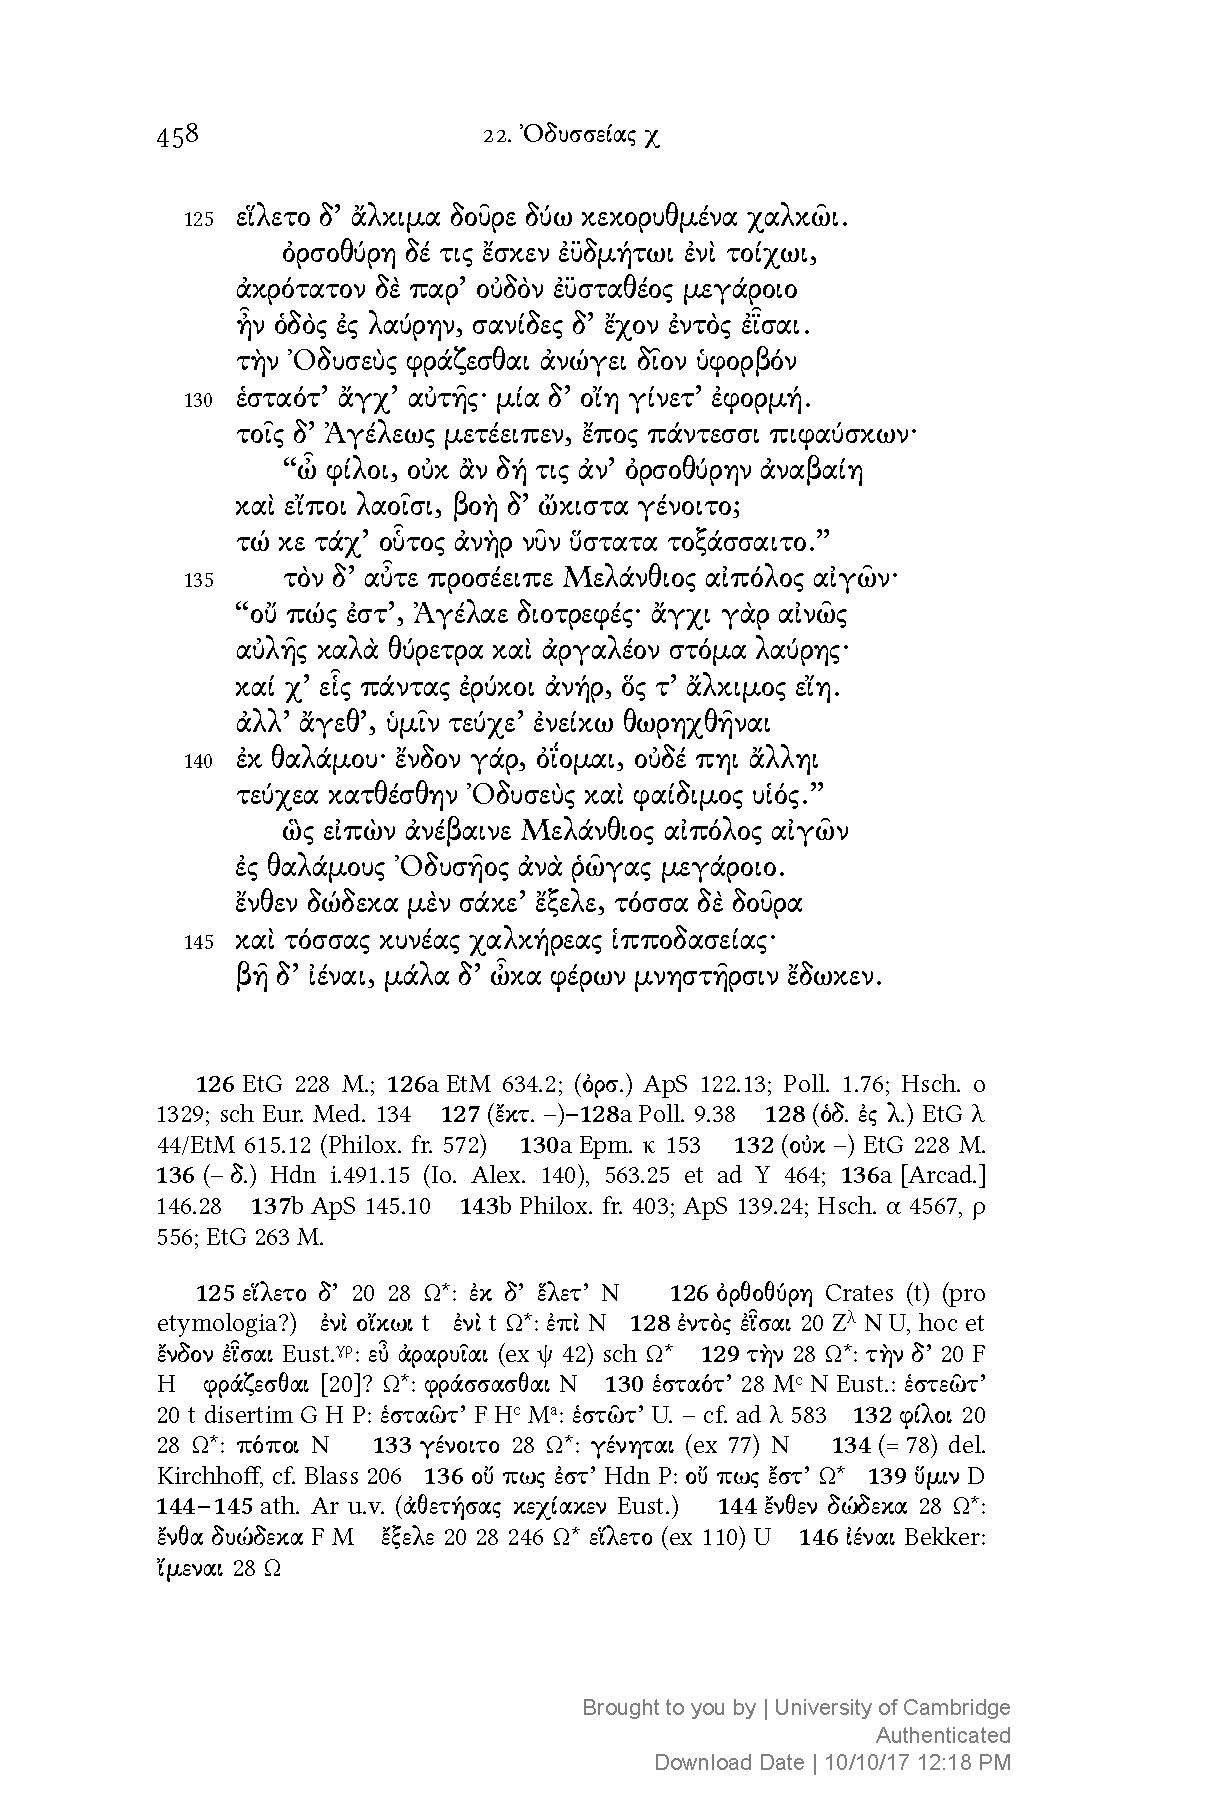 458 22. Ὀδυσσείας χ
125 εἵλετο δ’ ἄλκιμα δοῦρε δύω κεκορυθμένα χαλκῶι.
ὀρσοθύρη δέ τις ἔσκεν ἐϋδμήτωι ἐνὶ τοίχωι,
ἀκρότατον δὲ παρ’ οὐδὸν ἐϋσταθέος μεγάροιο
ἦν ὁδὸς ἐς λαύρην, σανίδες δ’ ἔχον ἐντὸς ἐῗσαι.
τὴν Ὀδυσεὺς φράζεσθαι ἀνώγει δῖον ὑφορβόν
130 ἑσταότ’ ἄγχ’ αὐτῆς· μία δ’ οἴη γίνετ’ ἐφορμή.
τοῖς δ’ Ἀγέλεως μετέειπεν, ἔπος πάντεσσι πιφαύσκων·
“ὦ φίλοι, οὐκ ἂν δή τις ἀν’ ὀρσοθύρην ἀναβαίη
καὶ εἴποι λαοῖσι, βοὴ δ’ ὤκιστα γένοιτο;
τώ κε τάχ’ οὗτος ἀνὴρ νῦν ὕστατα τοξάσσαιτο.”
135 τὸν δ’ αὖτε προσέειπε Μελάνθιος αἰπόλος αἰγῶν·
“οὔ πώς ἐστ’, Ἀγέλαε διοτρεφές· ἄγχι γὰρ αἰνῶς
αὐλῆς καλὰ θύρετρα καὶ ἀργαλέον στόμα λαύρης·
καί χ’ εἷς πάντας ἐρύκοι ἀνήρ, ὅς τ’ ἄλκιμος εἴη.
ἀλλ’ ἄγεθ’, ὑμῖν τεύχε’ ἐνείκω θωρηχθῆναι
140 ἐκ θαλάμου· ἔνδον γάρ, ὀΐομαι, οὐδέ πηι ἄλληι
τεύχεα κατθέσθην Ὀδυσεὺς καὶ φαίδιμος υἱός.”
ὣς εἰπὼν ἀνέβαινε Μελάνθιος αἰπόλος αἰγῶν
ἐς θαλάμους Ὀδυσῆος ἀνὰ ῥῶγας μεγάροιο.
ἔνθεν δώδεκα μὲν σάκε’ ἔξελε, τόσσα δὲ δοῦρα
145 καὶ τόσσας κυνέας χαλκήρεας ἱπποδασείας·
βῆ δ’ ἰέναι, μάλα δ’ ὦκα φέρων μνηστῆρσιν ἔδωκεν.
126 EtG 228 M.; 126a EtM 634.2; (ὀρσ.) ApS 122.13; Poll. 1.76; Hsch. ο
1329; sch Eur. Med. 134 127 (ἔκτ. –)–128a Poll. 9.38 128 (ὁδ. ἐς λ.) EtG λ
44/EtM 615.12 (Philox. fr. 572) 130a Epm. κ 153 132 (οὐκ –) EtG 228 M.
136 (– δ.) Hdn i.491.15 (Io. Alex. 140), 563.25 et ad Υ 464; 136a [Arcad.]
146.28 137b ApS 145.10 143b Philox. fr. 403; ApS 139.24; Hsch. α 4567, ρ
556; EtG 263 M.
125 εἵλετο δ’ 20 28 Ω*: ἐκ δ’ ἕλετ’ N 126 ὀρθοθύρη Crates (t) (pro
etymologia?) ἐνὶ οἴκωι t ἐνὶ t Ω*: ἐπὶ N 128 ἐντὸς ἐῗσαι 20 Zλ N U, hoc et
ἔνδον ἐῗσαι Eust.γρ: εὖ ἀραρυῖαι (ex ψ 42) sch Ω* 129 τὴν 28 Ω*: τὴν δ’ 20 F
H φράζεσθαι [20]? Ω*: φράσσασθαι N 130 ἑσταότ’ 28 Mc N Eust.: ἑστεῶτ’
20 t disertim G H P: ἑσταῶτ’ F Hc Ma: ἑστῶτ’ U. – cf. ad λ 583 132 φίλοι 20
28 Ω*: πόποι N 133 γένοιτο 28 Ω*: γένηται (ex 77) N 134 (= 78) del.
Kirchhoff, cf. Blass 206 136 οὔ πως ἐστ’ Hdn P: οὔ πως ἔστ’ Ω* 139 ὕμιν D
144–145 ath. Ar u.v. (ἀθετήσας κεχίακεν Eust.) 144 ἔνθεν δώδεκα 28 Ω*:
ἔνθα δυώδεκα F M ἔξελε 20 28 246 Ω* εἵλετο (ex 110) U 146 ἰέναι Bekker:
ἴμεναι 28 Ω
Brought to you by | University of Cambridge
Authenticated
Download Date | 10/10/17 12:18 PM